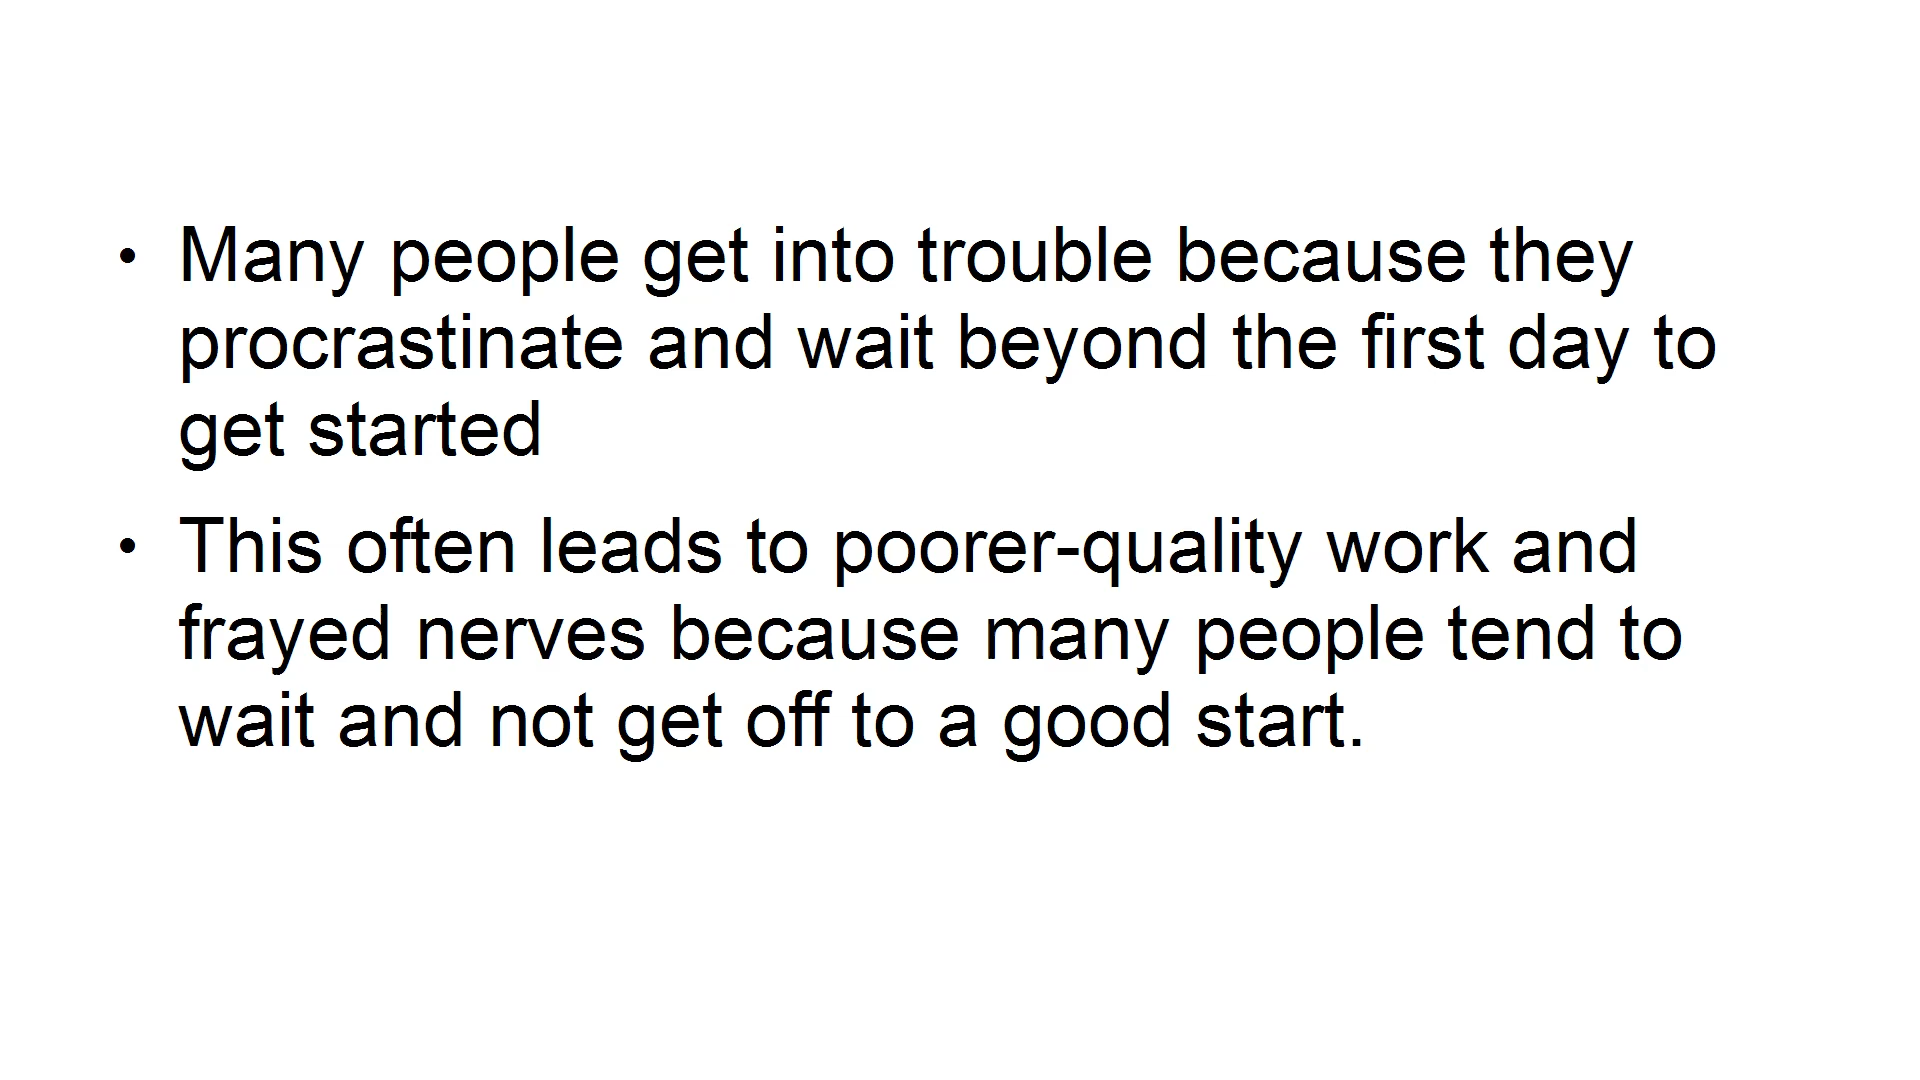 • Many people get into trouble because they
procrastinate and wait beyond the first day to
get started
• This often leads to poorer-quality work and
frayed nerves because many people tend to
wait and not get off to a good start.